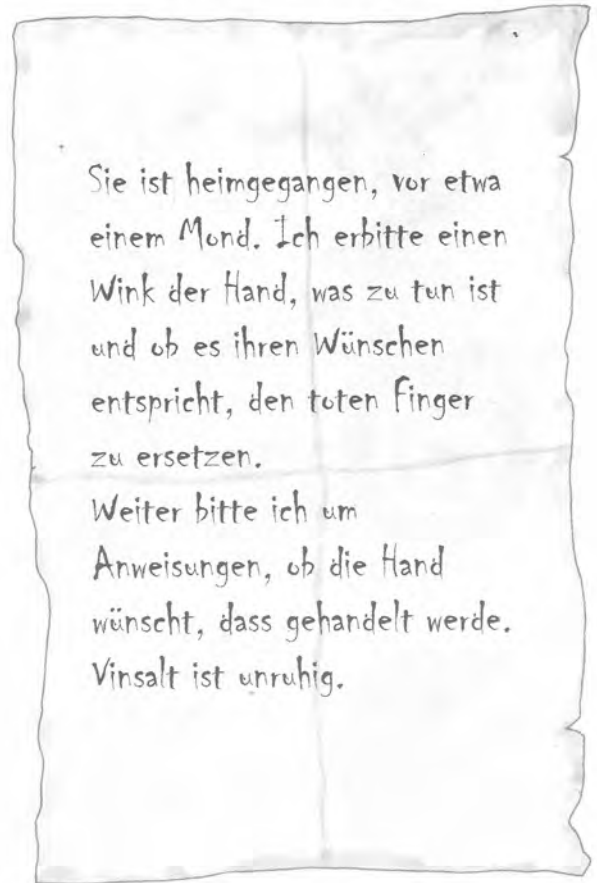 Sie ist heimgegangen, vor etwa
einem Mond. Ich erbitte einen
Wink der Hand, was zu tun ist
und ob es ihren Wünschen
entspricht, den toten Finger
zu ersetzen.
Weiter bitte ich um
Anweisungen, ob die Hand
wünscht, dass gehandelt werde.
Vinsalt ist unruhig.